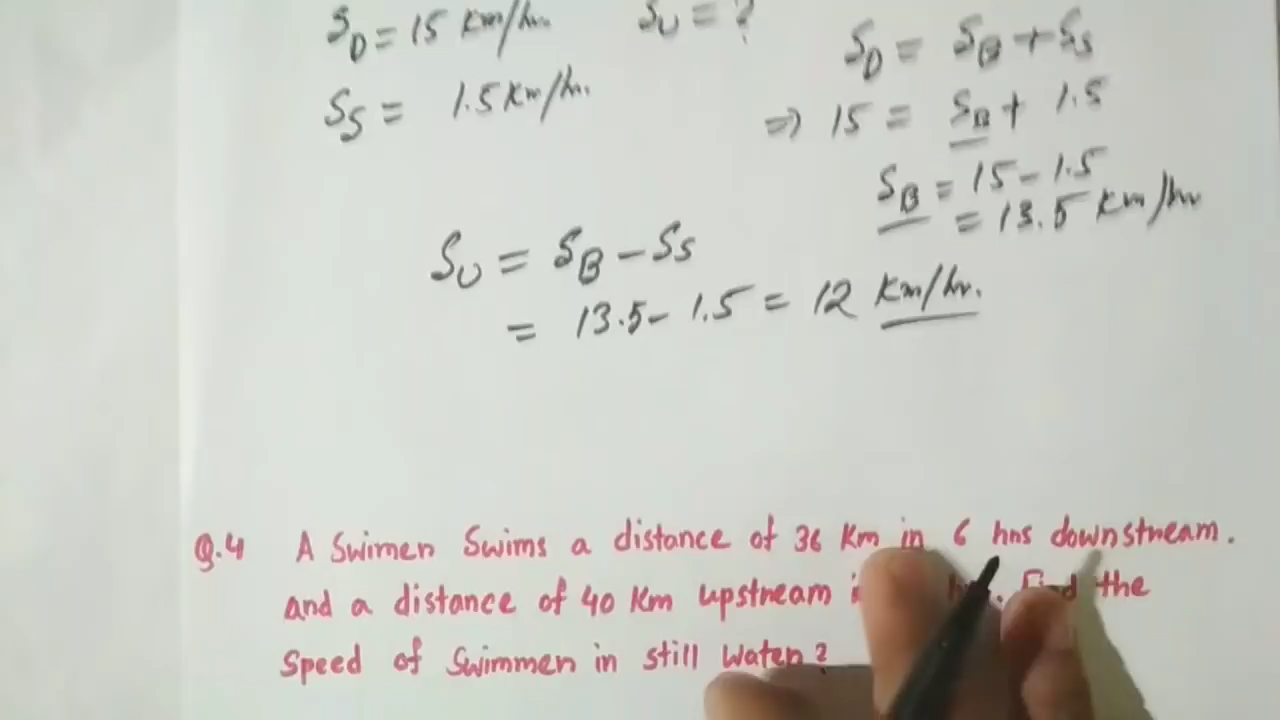 S_D = 15 Km/hr. S_U = ?
S_S = 1.5 Km/hr.
S_D = S_B + S_S
=> 15 = S_B + 1.5
S_B = 15 - 1.5
= 13.5 Km/hr
S_U = S_B - S_S
= 13.5 - 1.5 = 12 Km/hr.
Q.4 A Swimer Swims a distance of 36 Km in 6 hrs downstream.
and a distance of 40 Km upstream the
Speed of Swimmer in still Water?